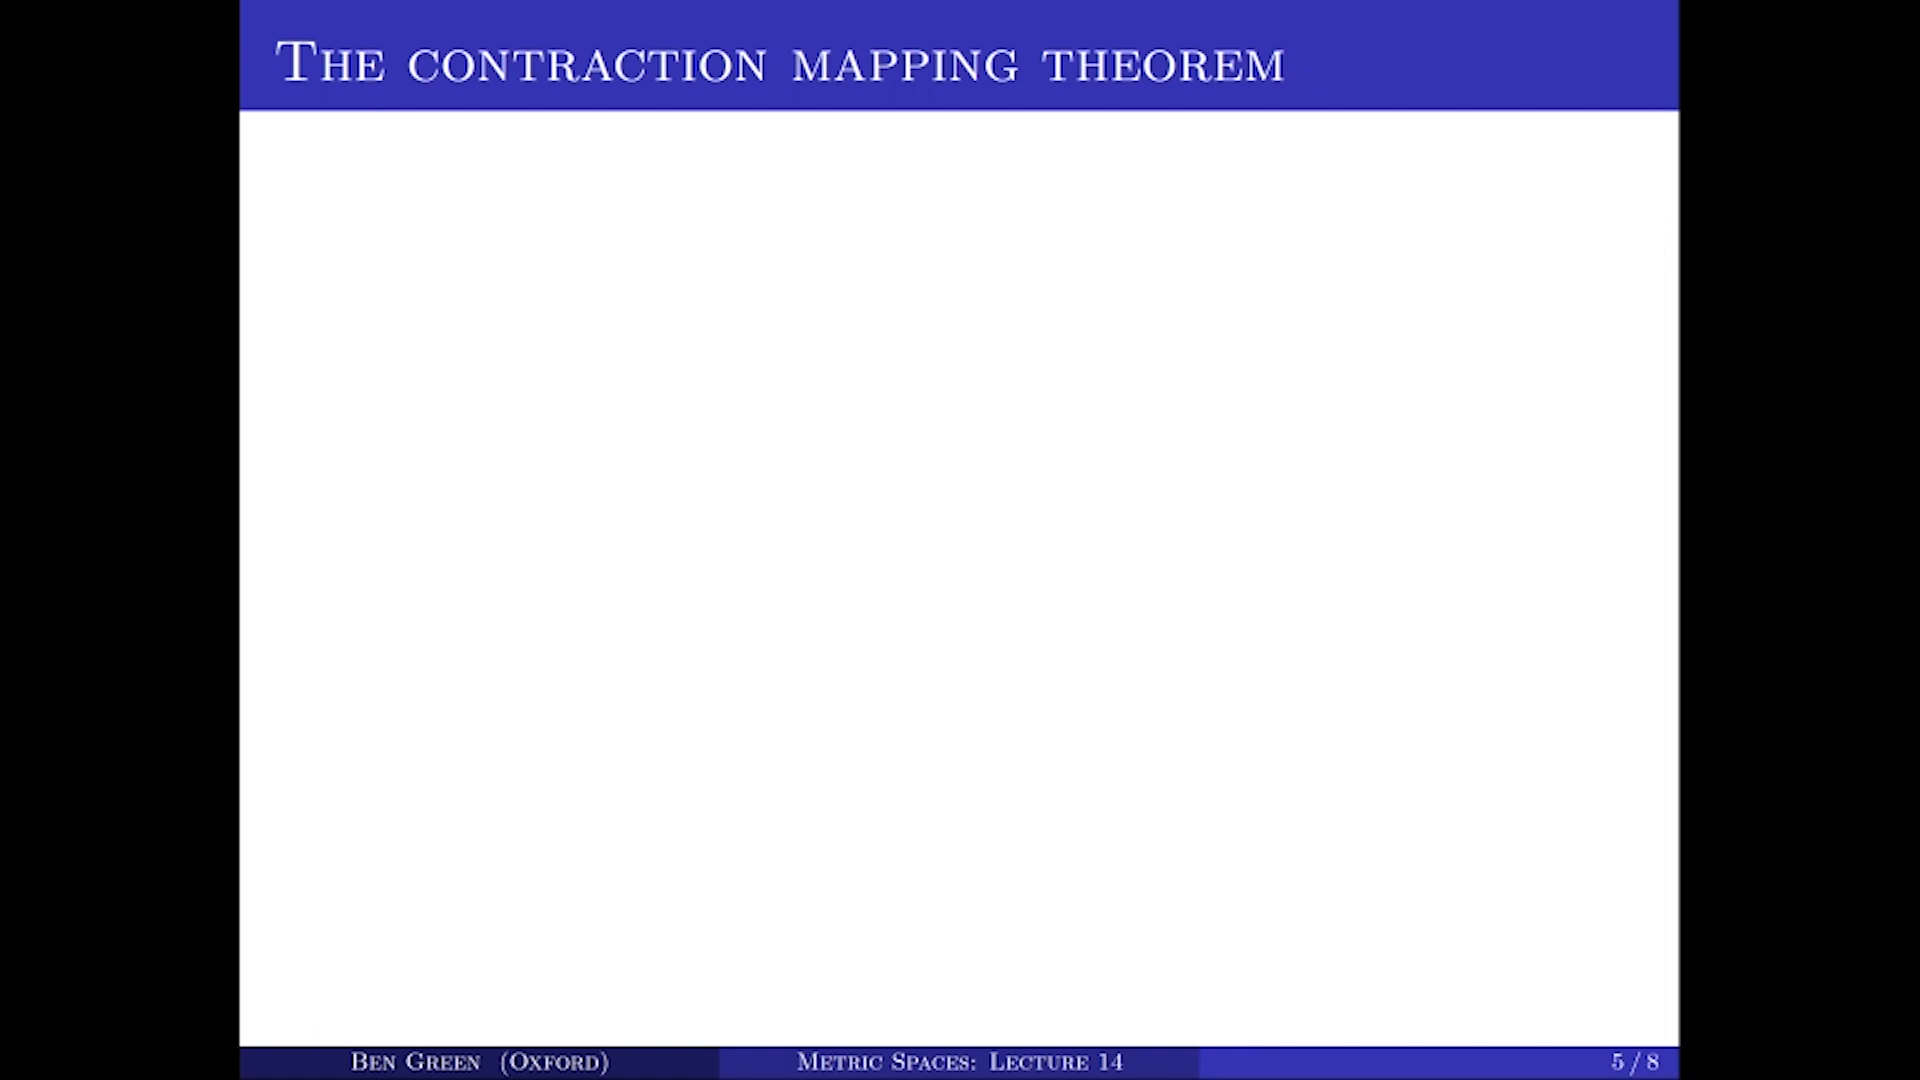 The contraction mapping theorem
Ben Green (Oxford)
Metric Spaces: Lecture 14
5 / 8